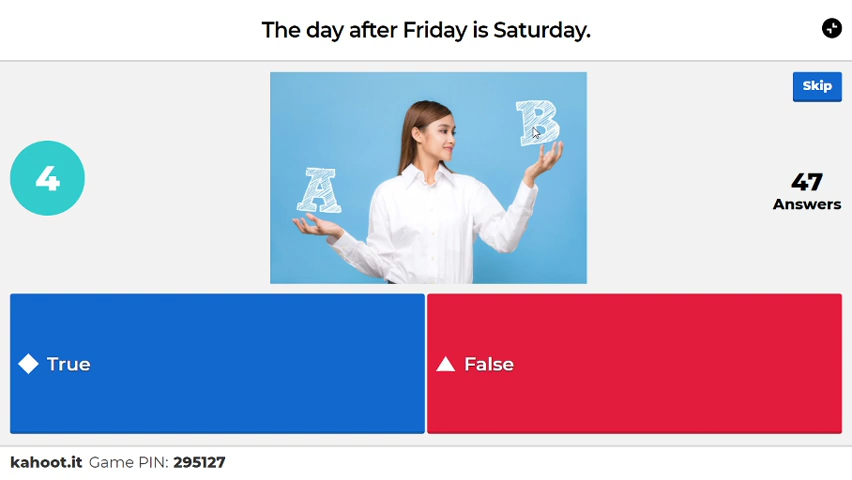 The day after Friday is Saturday.
Skip
A
B
4
47
Answers
True
False
kahoot.it Game PIN: 295127